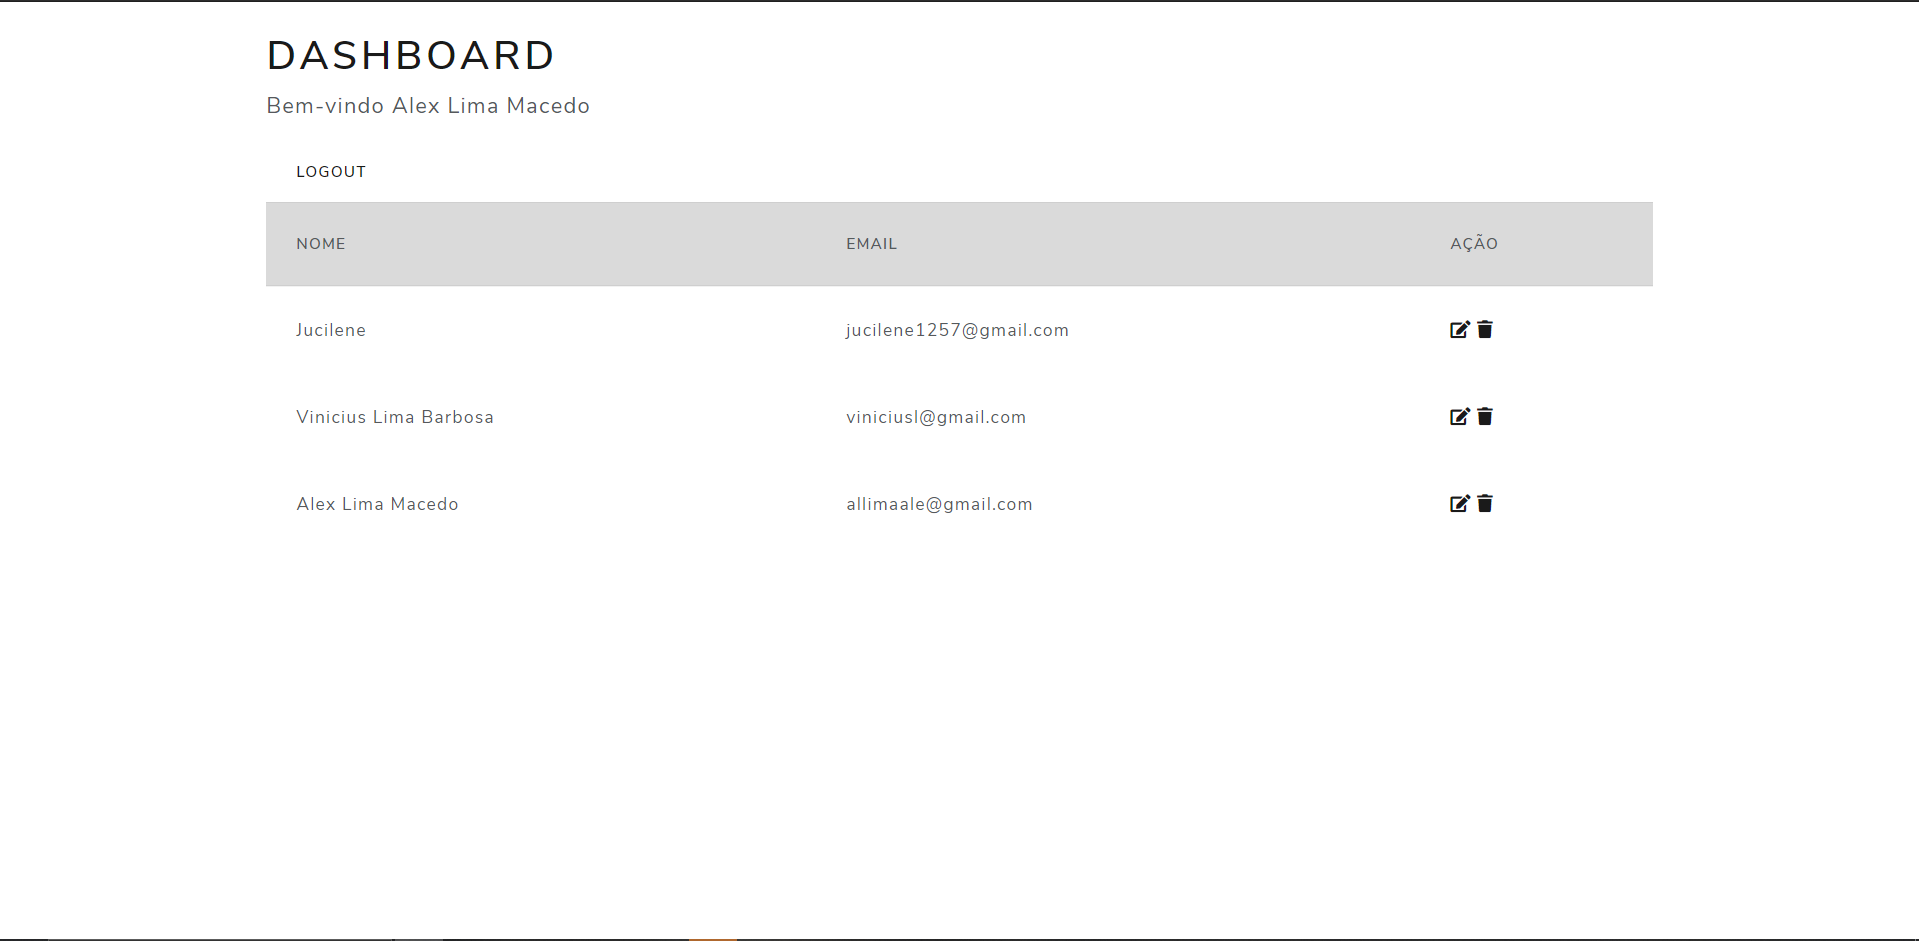 DASHBOARD
Bem-vindo Alex Lima Macedo
LOGOUT
NOME EMAIL AÇÃO
Jucilene jucilene1257@gmail.com
Vinicius Lima Barbosa viniciusl@gmail.com
Alex Lima Macedo allimaale@gmail.com